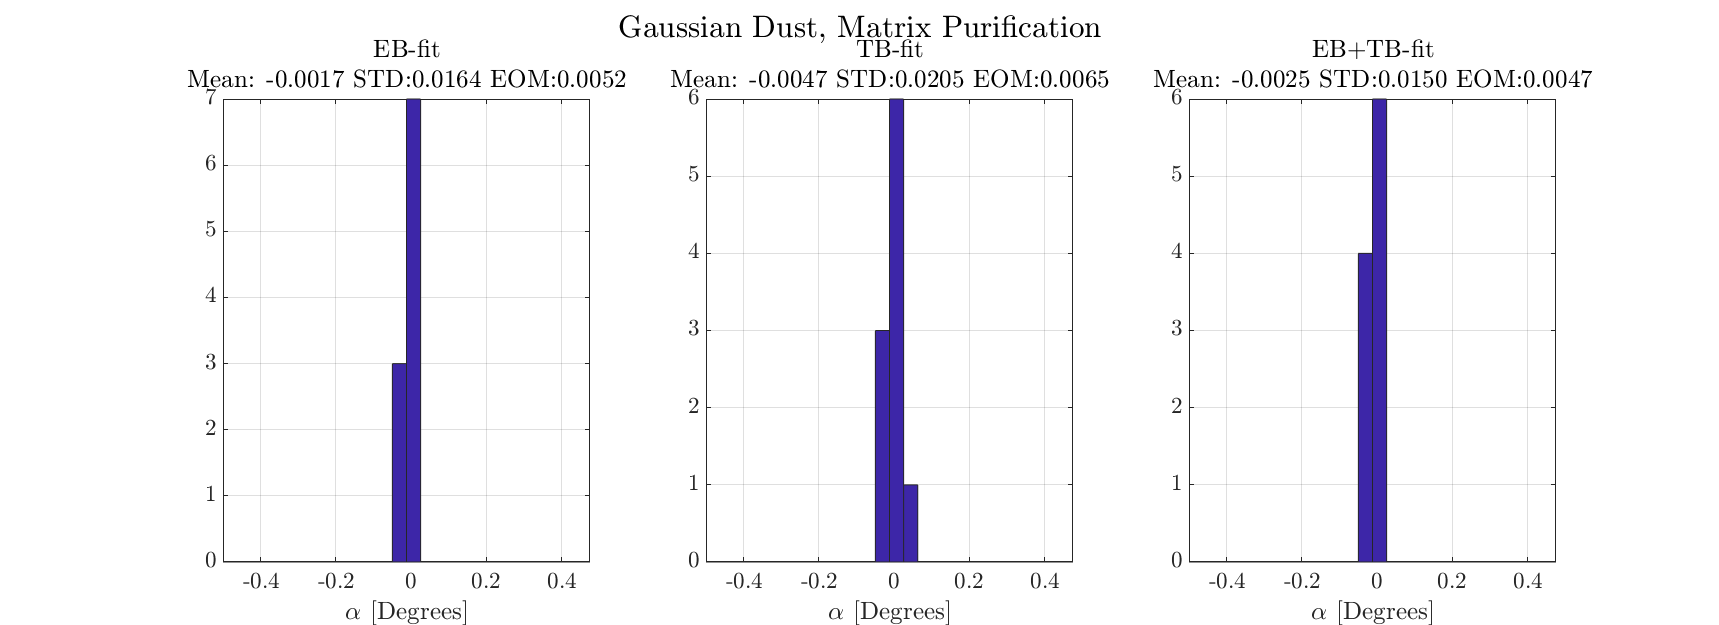 Gaussian Dust, Matrix Purification
EB-fit
Mean: -0.0017 STD:0.0164 EOM:0.0052
7
6
5
4
3
2
1
0
-0.4 -0.2 0 0.2 0.4
α [Degrees]
TB-fit
Mean: -0.0047 STD:0.0205 EOM:0.0065
6
5
4
3
2
1
0
-0.4 -0.2 0 0.2 0.4
α [Degrees]
EB+TB-fit
Mean: -0.0025 STD:0.0150 EOM:0.0047
6
5
4
3
2
1
0
-0.4 -0.2 0 0.2 0.4
α [Degrees]